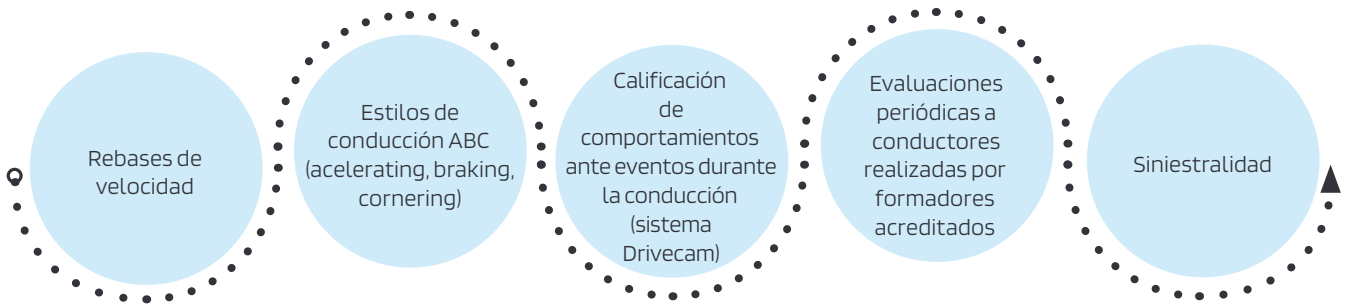 Rebases de
velocidad
Estilos de
conducción ABC
(acelerating, braking,
cornering)
Calificación
de
comportamientos
ante eventos durante
la conducción
(sistema
Drivecam)
Evaluaciones
periódicas a
conductores
realizadas por
formadores
acreditados
Siniestralidad